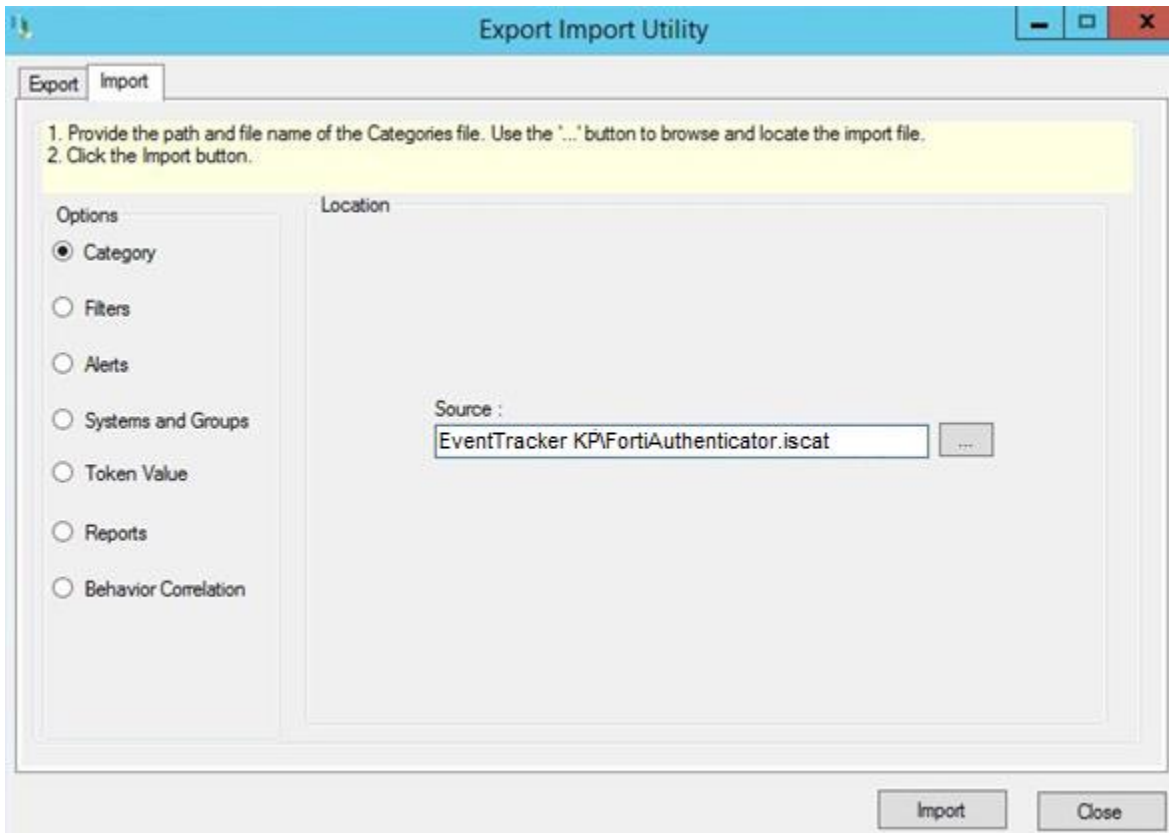 Export Import Utility
Export
Import
1. Provide the path and file name of the Categories file. Use the '...' button to browse and locate the import file.
2. Click the Import button.
Options
Category
Filters
Alerts
Systems and Groups
Token Value
Reports
Behavior Correlation
Location
Source :
EventTracker KP\FortiAuthenticator.iscat
...
Import
Close